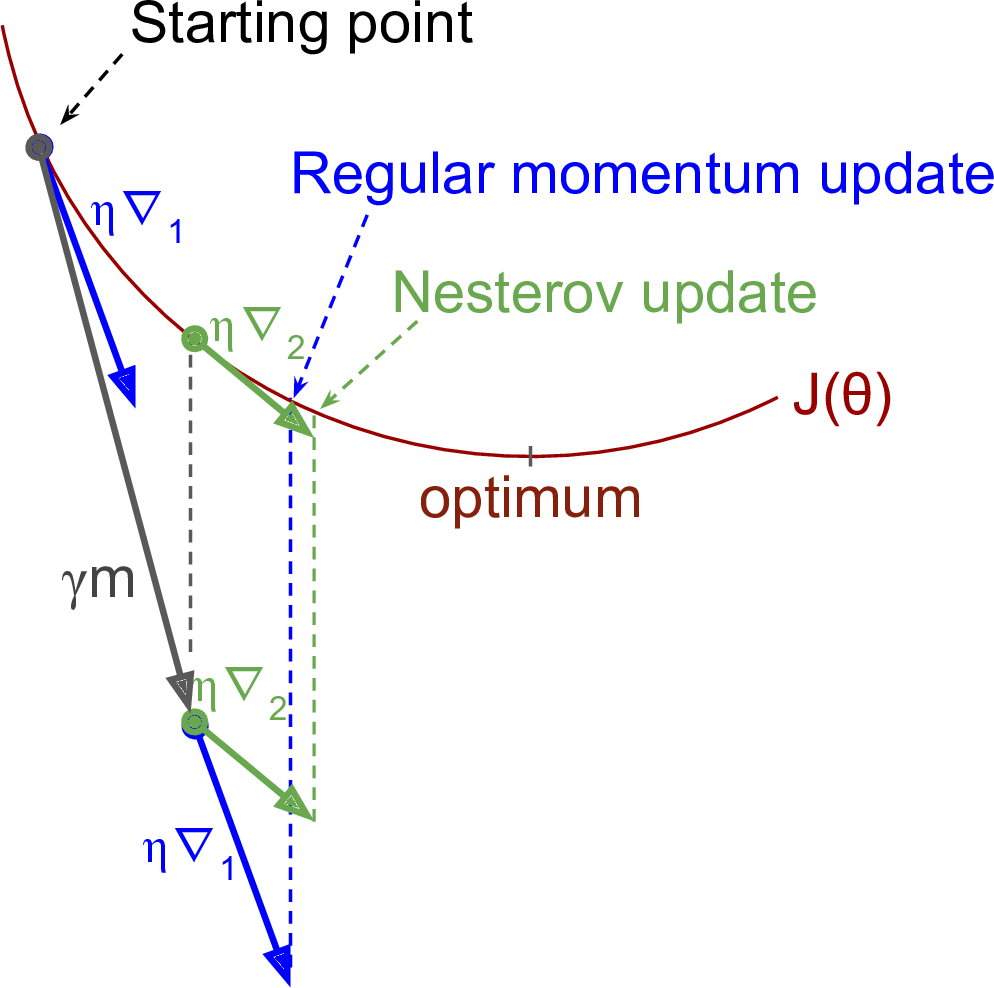 Starting point
Regular momentum update
η ▽ 1
Nesterov update
η ▽ 2
J(θ)
optimum
γm
η ▽ 2
η ▽ 1